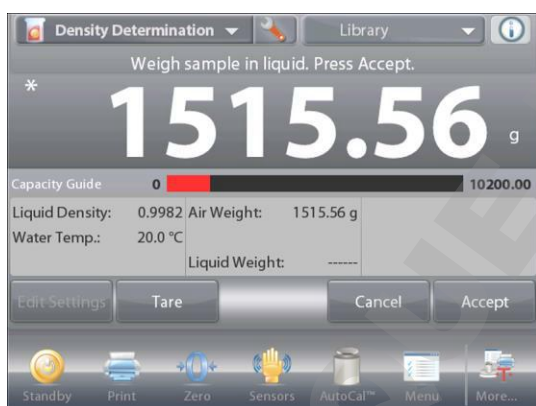 Density Determination Library
Weigh sample in liquid. Press Accept.
* 1515.56 g
Capacity Guide 0 10200.00
Liquid Density: 0.9982 Air Weight: 1515.56 g
Water Temp.: 20.0 °C
Liquid Weight: ------
Edit Settings Tare Cancel Accept
Standby Print Zero Sensors AutoCal™ Menu More...